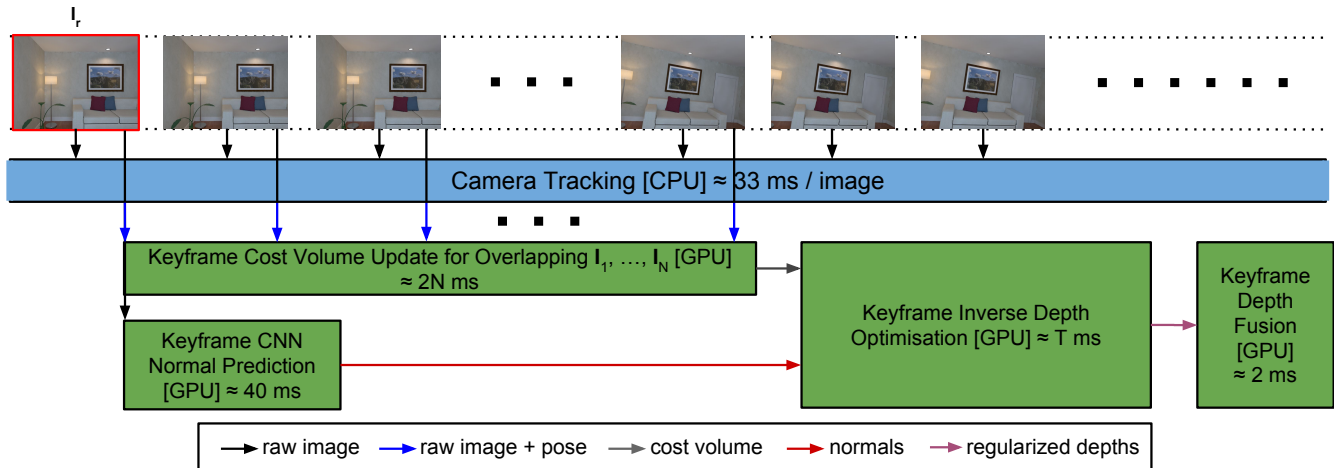 I_r
Camera Tracking [CPU] ≈ 33 ms / image
Keyframe Cost Volume Update for Overlapping I_1, ..., I_N [GPU]
≈ 2N ms
Keyframe CNN
Normal Prediction
[GPU] ≈ 40 ms
Keyframe Inverse Depth
Optimisation [GPU] ≈ T ms
Keyframe
Depth
Fusion
[GPU]
≈ 2 ms
raw image
raw image + pose
cost volume
normals
regularized depths